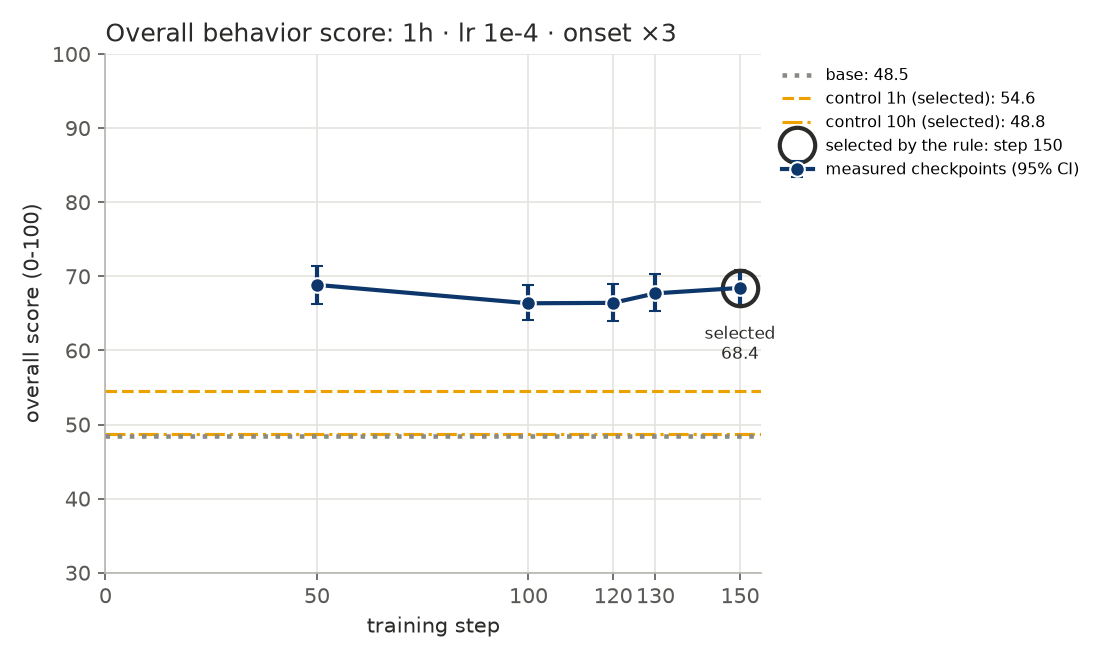 Overall behavior score: 1h · lr 1e-4 · onset ×3
100
90
80
70
60
50
40
30
overall score (0-100)
0
50
100
120
130
150
training step
selected
68.4
base: 48.5
control 1h (selected): 54.6
control 10h (selected): 48.8
selected by the rule: step 150
measured checkpoints (95% CI)